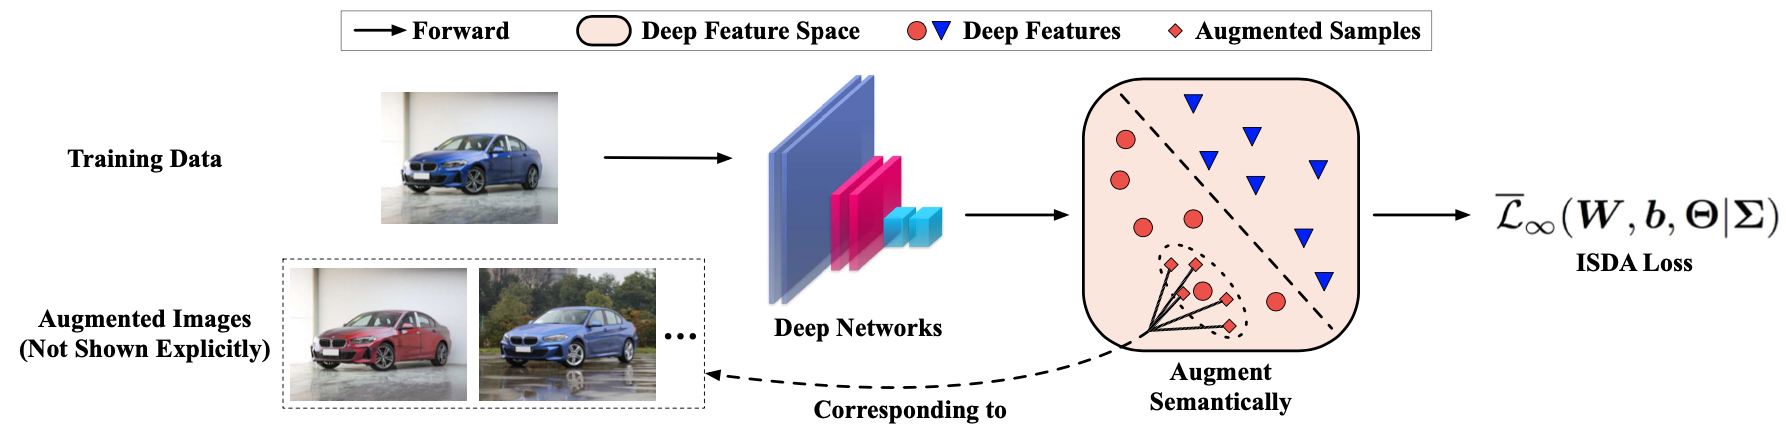 Forward
Deep Feature Space
Deep Features
Augmented Samples
Training Data
Augmented Images
(Not Shown Explicitly)
...
Deep Networks
Corresponding to
Augment
Semantically
$\overline{\mathcal{L}}_{\infty}(\boldsymbol{W}, \boldsymbol{b}, \boldsymbol{\Theta}|\boldsymbol{\Sigma})$
ISDA Loss